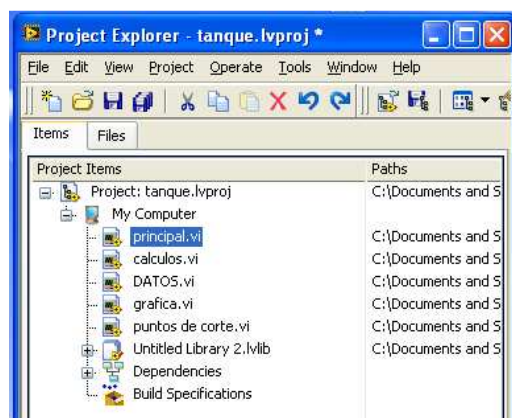 Project Explorer - tanque.lvproj *
File Edit View Project Operate Tools Window Help
Items Files
Project Items Paths
Project: tanque.lvproj C:\Documents and S
My Computer
principal.vi C:\Documents and S
calculos.vi C:\Documents and S
DATOS.vi C:\Documents and S
grafica.vi C:\Documents and S
puntos de corte.vi C:\Documents and S
Untitled Library 2.lvlib C:\Documents and S
Dependencies
Build Specifications